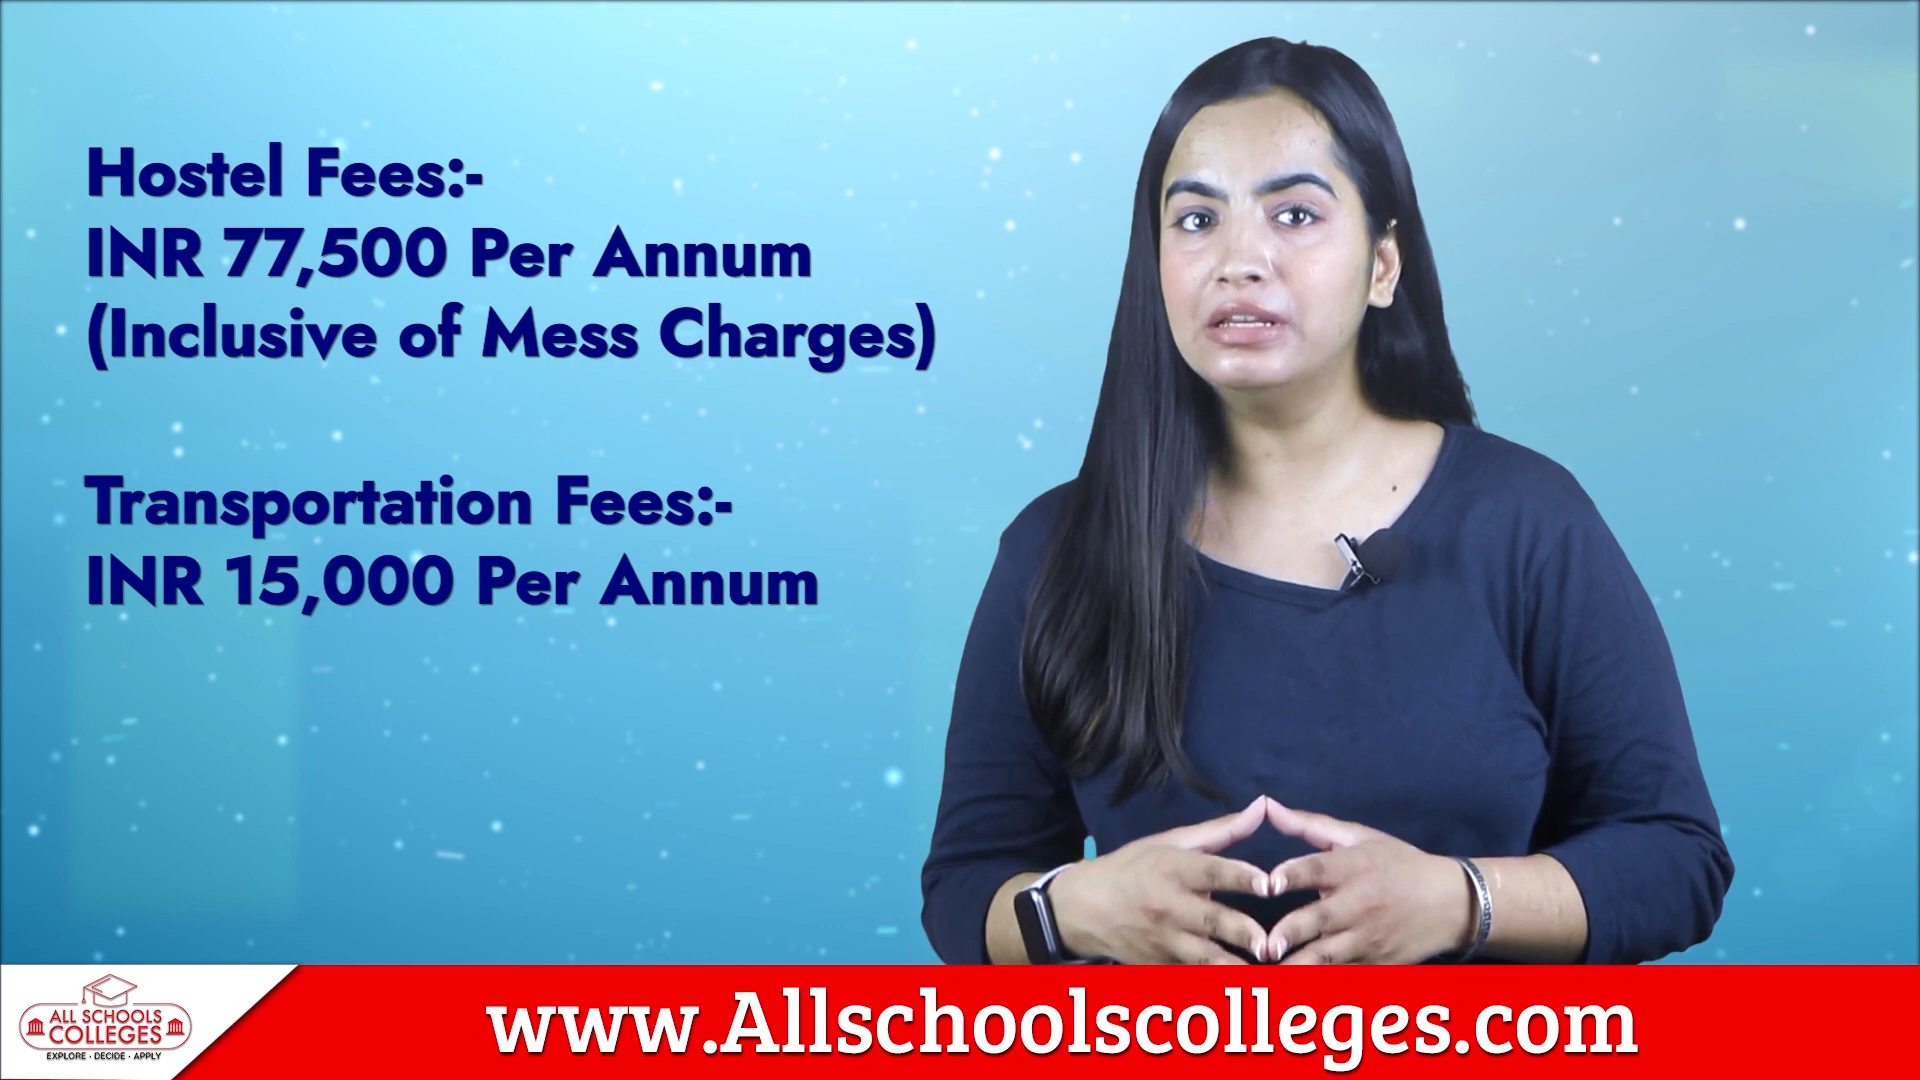 Hostel Fees:-
INR 77,500 Per Annum
(Inclusive of Mess Charges)
Transportation Fees:-
INR 15,000 Per Annum
ALL SCHOOLS
COLLEGES
EXPLORE · DECIDE · APPLY
www.Allschoolscolleges.com